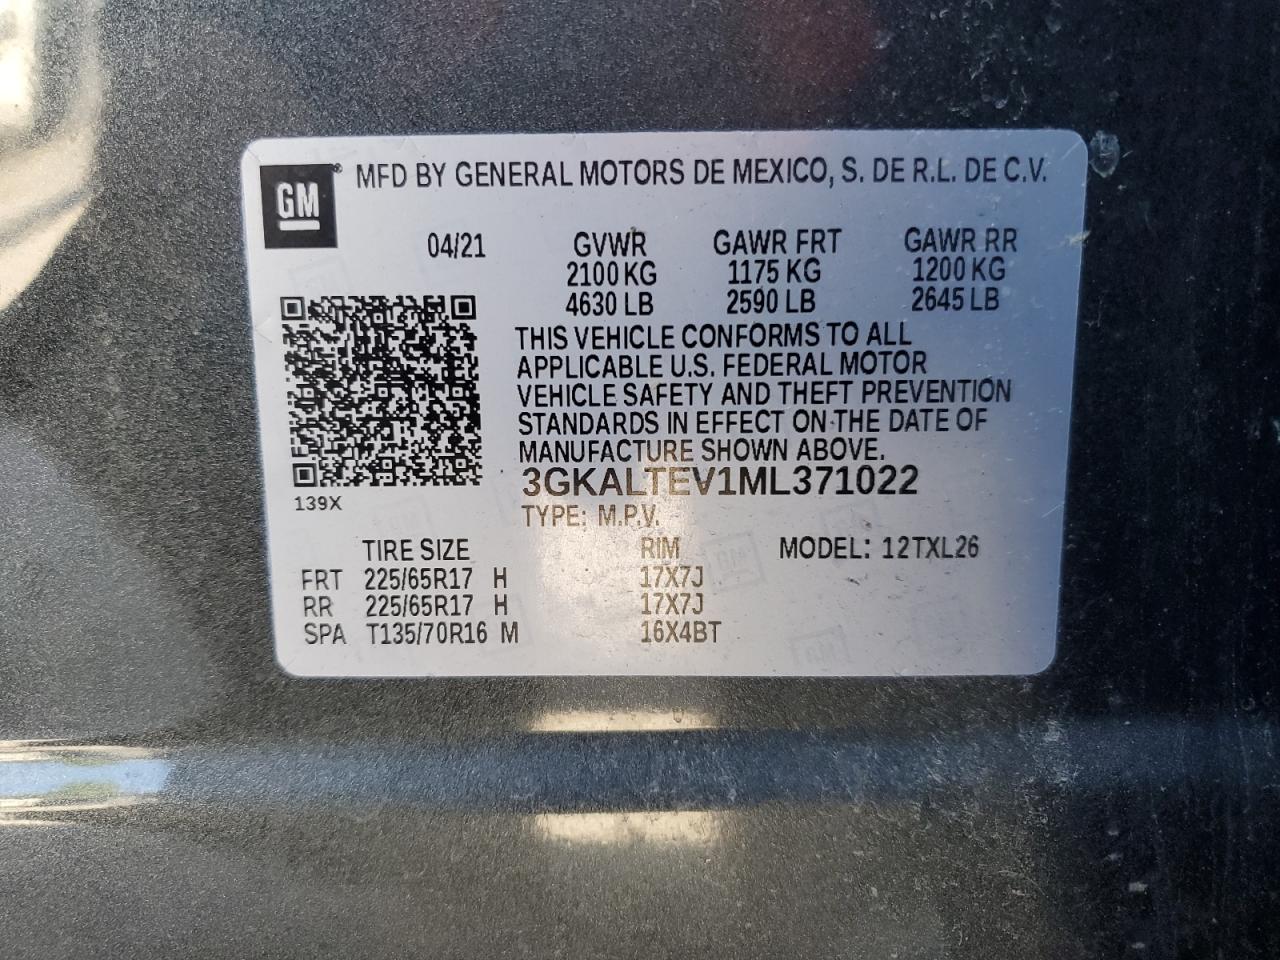 GM® MFD BY GENERAL MOTORS DE MEXICO, S. DE R.L. DE C.V.
04/21 GVWR GAWR FRT GAWR RR
2100 KG 1175 KG 1200 KG
4630 LB 2590 LB 2645 LB
THIS VEHICLE CONFORMS TO ALL
APPLICABLE U.S. FEDERAL MOTOR
VEHICLE SAFETY AND THEFT PREVENTION
STANDARDS IN EFFECT ON THE DATE OF
MANUFACTURE SHOWN ABOVE.
3GKALTEV1ML371022
139X
TYPE: M.P.V.
TIRE SIZE RIM MODEL: 12TXL26
FRT 225/65R17 H 17X7J
RR 225/65R17 H 17X7J
SPA T135/70R16 M 16X4BT